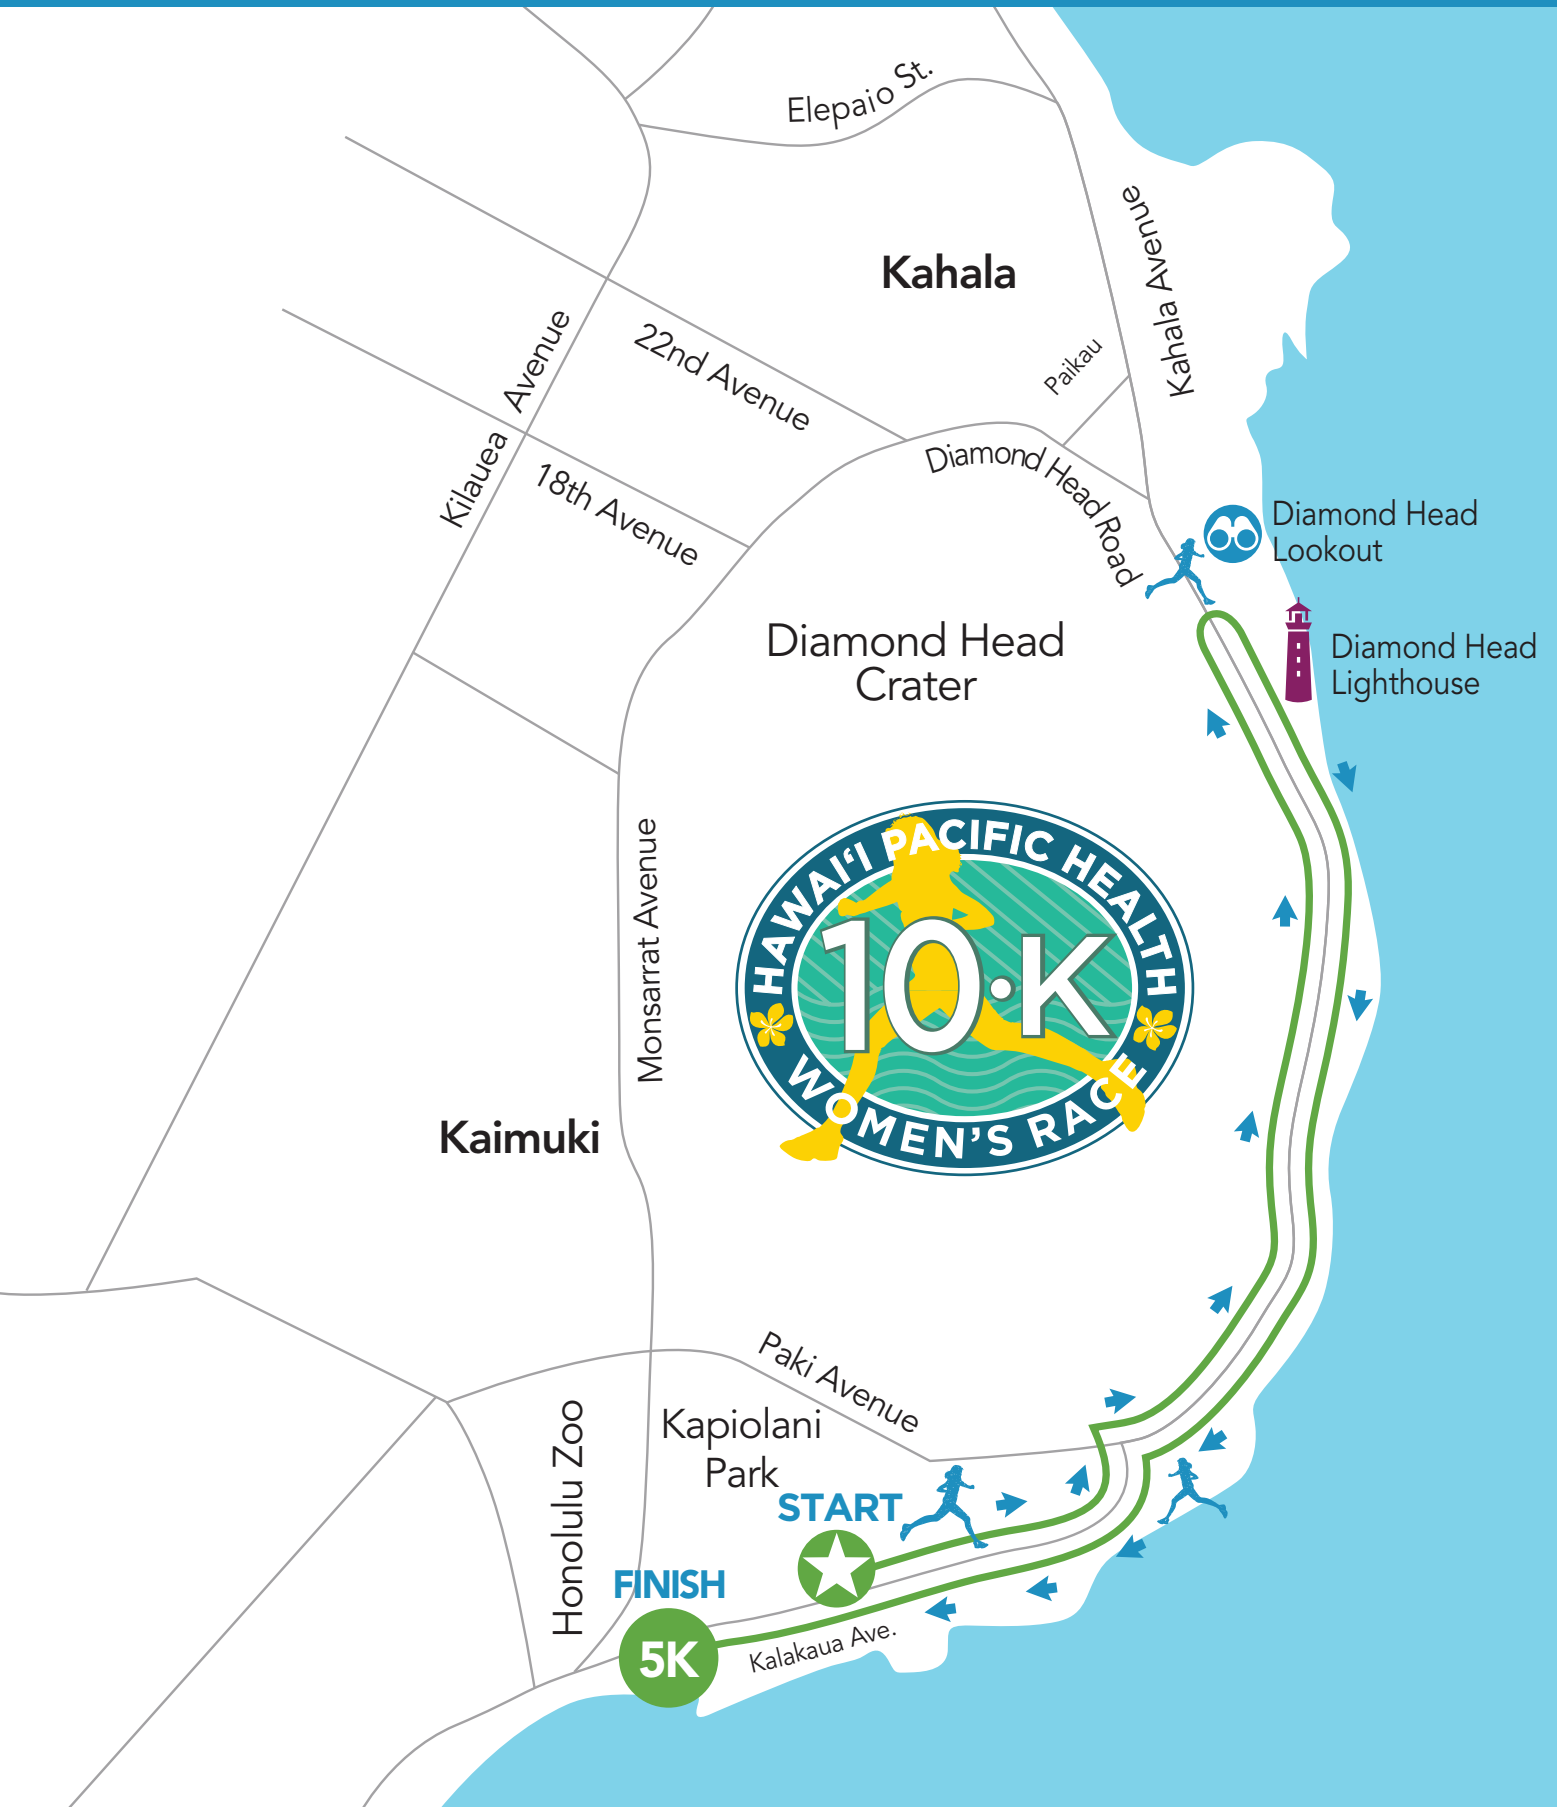 Elepaio St.
Kahala Avenue
Kahala
Paikau
22nd Avenue
Kilauea Avenue
18th Avenue
Diamond Head Road
Diamond Head
Lookout
Diamond Head
Lighthouse
Diamond Head
Crater
HAWAI‘I PACIFIC HEALTH
10·K
WOMEN’S RACE
Monsarrat Avenue
Kaimuki
Paki Avenue
Kapiolani
Park
Honolulu Zoo
START
FINISH
5K
Kalakaua Ave.